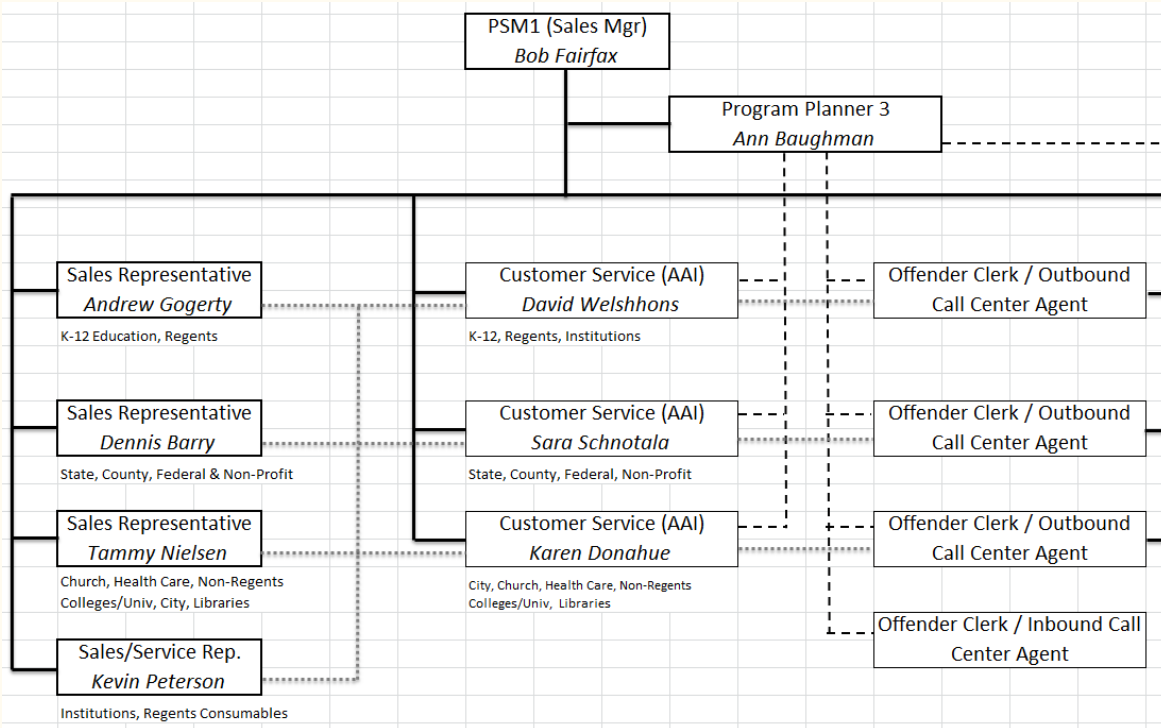 PSM1 (Sales Mgr)
Bob Fairfax
Program Planner 3
Ann Baughman
Sales Representative
Andrew Gogerty
K-12 Education, Regents
Customer Service (AAI)
David Welshhons
K-12, Regents, Institutions
Offender Clerk / Outbound
Call Center Agent
Sales Representative
Dennis Barry
State, County, Federal & Non-Profit
Customer Service (AAI)
Sara Schnotala
State, County, Federal, Non-Profit
Offender Clerk / Outbound
Call Center Agent
Sales Representative
Tammy Nielsen
Church, Health Care, Non-Regents
Colleges/Univ, City, Libraries
Customer Service (AAI)
Karen Donahue
City, Church, Health Care, Non-Regents
Colleges/Univ, Libraries
Offender Clerk / Outbound
Call Center Agent
Sales/Service Rep.
Kevin Peterson
Institutions, Regents Consumables
Offender Clerk / Inbound Call
Center Agent